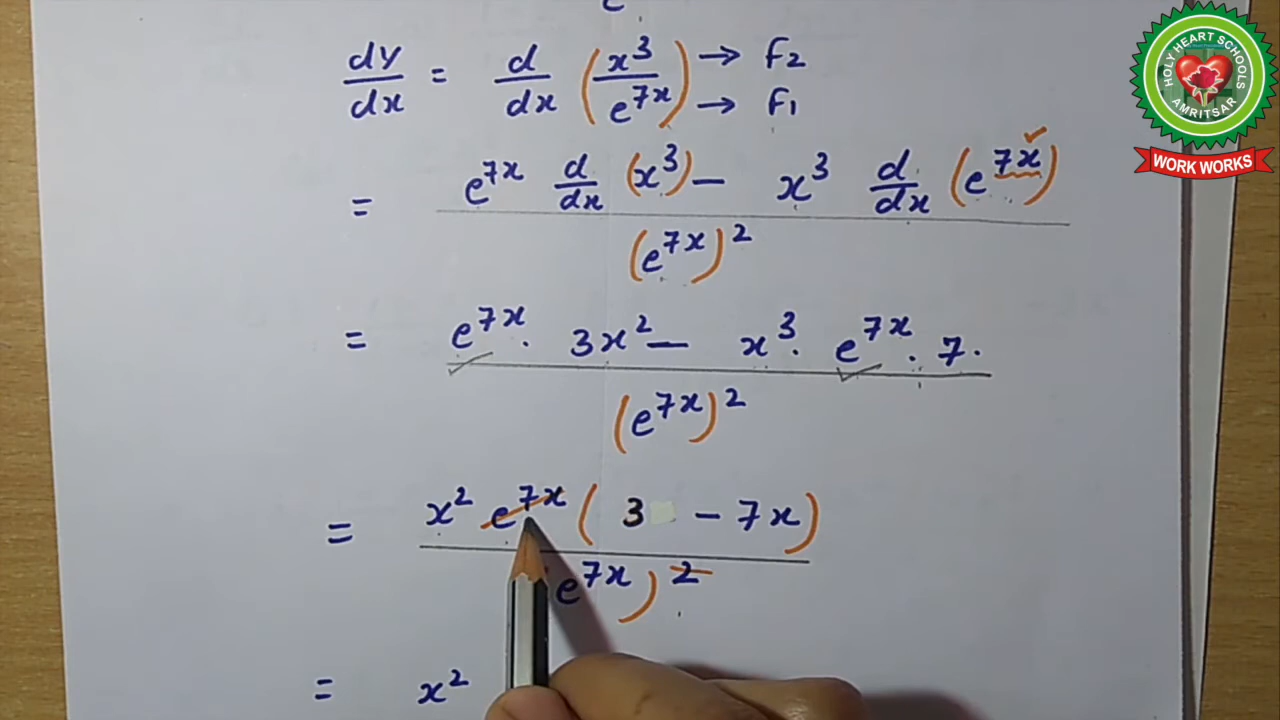 e
dy/dx = d/dx (x³/e^7x) → F2 → F1
= e^7x d/dx (x³) − x³ d/dx (e^7x) ✓
(e^7x)²
= e^7x · 3x² − x³ · e^7x · 7 ·
(e^7x)²
= x² e^7x (3 − 7x)
e^7x)²
= x²
HOLY HEART SCHOOLS
AMRITSAR
WORK WORKS